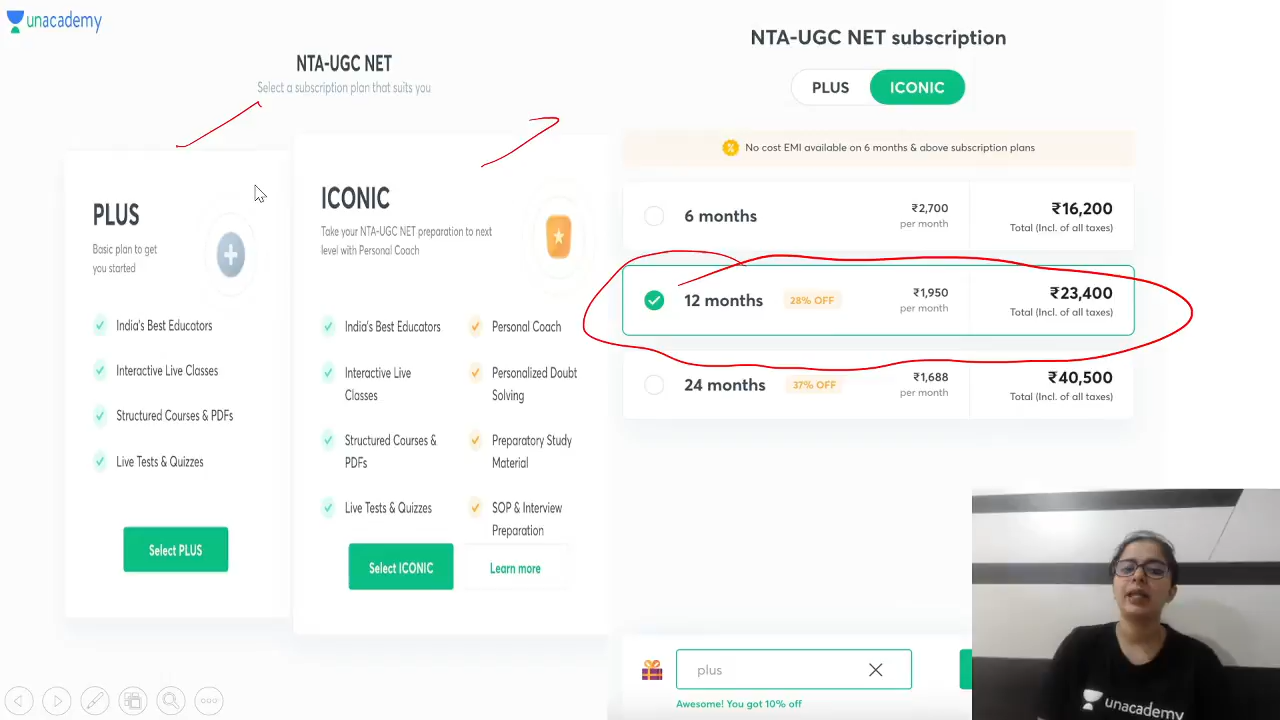 unacademy
NTA-UGC NET
Select a subscription plan that suits you
PLUS
Basic plan to get
you started
India's Best Educators
Interactive Live Classes
Structured Courses & PDFs
Live Tests & Quizzes
Select PLUS
ICONIC
Take your NTA-UGC NET preparation to next
level with Personal Coach
India's Best Educators
Interactive Live
Classes
Structured Courses &
PDFs
Live Tests & Quizzes
Personal Coach
Personalized Doubt
Solving
Preparatory Study
Material
SOP & Interview
Preparation
Select ICONIC
Learn more
NTA-UGC NET subscription
PLUS ICONIC
No cost EMI available on 6 months & above subscription plans
6 months ₹2,700 ₹16,200
per month Total (Incl. of all taxes)
12 months 28% OFF ₹1,950 ₹23,400
per month Total (Incl. of all taxes)
24 months 37% OFF ₹1,688 ₹40,500
per month Total (Incl. of all taxes)
plus
Awesome! You got 10% off
unacademy